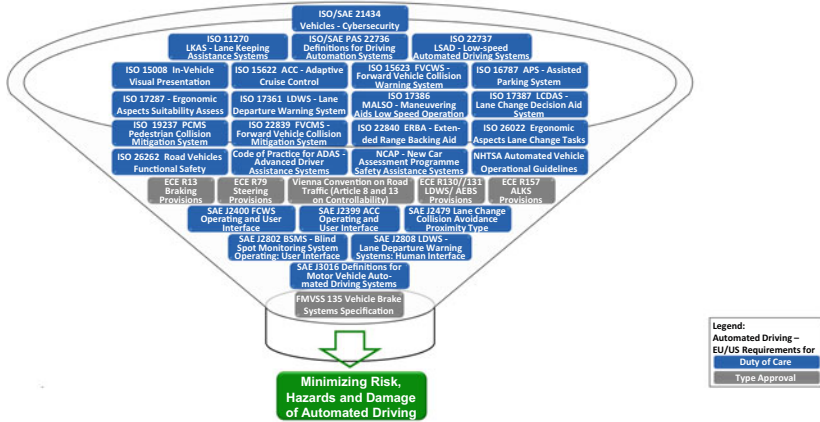 ISO/SAE 21434
Vehicles - Cybersecurity
ISO 11270
LKAS - Lane Keeping
Assistance Systems
ISO/SAE PAS 22736
Definitions for Driving
Automation Systems
ISO 22737
LSAD - Low-speed
Automated Driving Systems
ISO 15008 In-Vehicle
Visual Presentation
ISO 15622 ACC - Adaptive
Cruise Control
ISO 15623 FVCWS -
Forward Vehicle Collision
Warning System
ISO 16787 APS - Assisted
Parking System
ISO 17287 - Ergonomic
Aspects Suitability Assess
ISO 17361 LDWS - Lane
Departure Warning System
ISO 17386
MALSO - Maneuvering
Aids Low Speed Operation
ISO 17387 LCDAS -
Lane Change Decision Aid
System
ISO 19237 PCMS
Pedestrian Collision
Mitigation System
ISO 22839 FVCMS -
Forward Vehicle Collision
Mitigation System
ISO 22840 ERBA - Exten-
ded Range Backing Aid
ISO 26022 Ergonomic
Aspects Lane Change Tasks
ISO 26262 Road Vehicles
Functional Safety
Code of Practice for ADAS -
Advanced Driver
Assistance Systems
NCAP - New Car
Assessment Programme
Safety Assistance Systems
NHTSA Automated Vehicle
Operational Guidelines
ECE R13
Braking
Provisions
ECE R79
Steering
Provisions
Vienna Convention on Road
Traffic (Article 8 and 13
on Controllability)
ECE R130//131
LDWS/ AEBS
Provisions
ECE R157
ALKS
Provisions
SAE J2400 FCWS
Operating and User
Interface
SAE J2399 ACC
Operating and
User Interface
SAE J2479 Lane Change
Collision Avoidance
Proximity Type
SAE J2802 BSMS - Blind
Spot Monitoring System
Operating: User Interface
SAE J2808 LDWS -
Lane Departure Warning
Systems: Human Interface
SAE J3016 Definitions for
Motor Vehicle Auto-
mated Driving Systems
FMVSS 135 Vehicle Brake
Systems Specification
Minimizing Risk,
Hazards and Damage
of Automated Driving
Legend:
Automated Driving –
EU/US Requirements for
Duty of Care
Type Approval